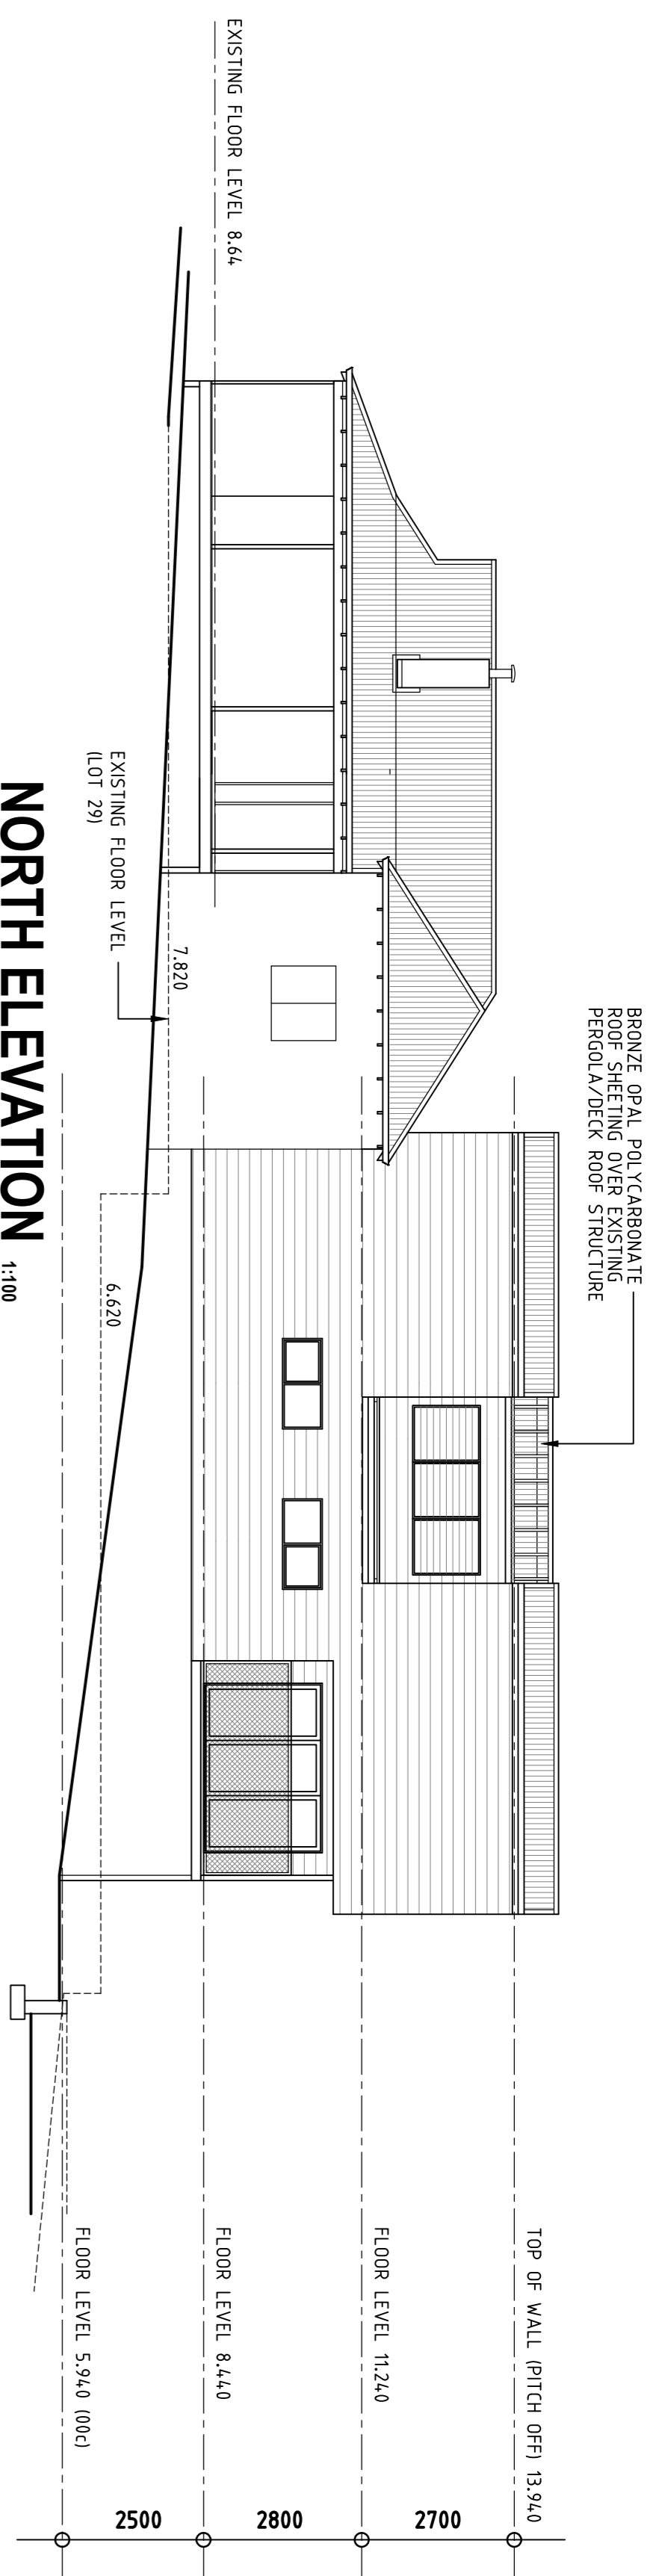 BRONZE OPAL POLYCARBONATE
ROOF SHEETING OVER EXISTING
PERGOLA/DECK ROOF STRUCTURE
TOP OF WALL (PITCH OFF) 13.940
2700
FLOOR LEVEL 11.240
2800
EXISTING FLOOR LEVEL 8.64
FLOOR LEVEL 8.440
2500
7.820
EXISTING FLOOR LEVEL
(LOT 29)
6.620
FLOOR LEVEL 5.940 (00c)
NORTH ELEVATION 1:100